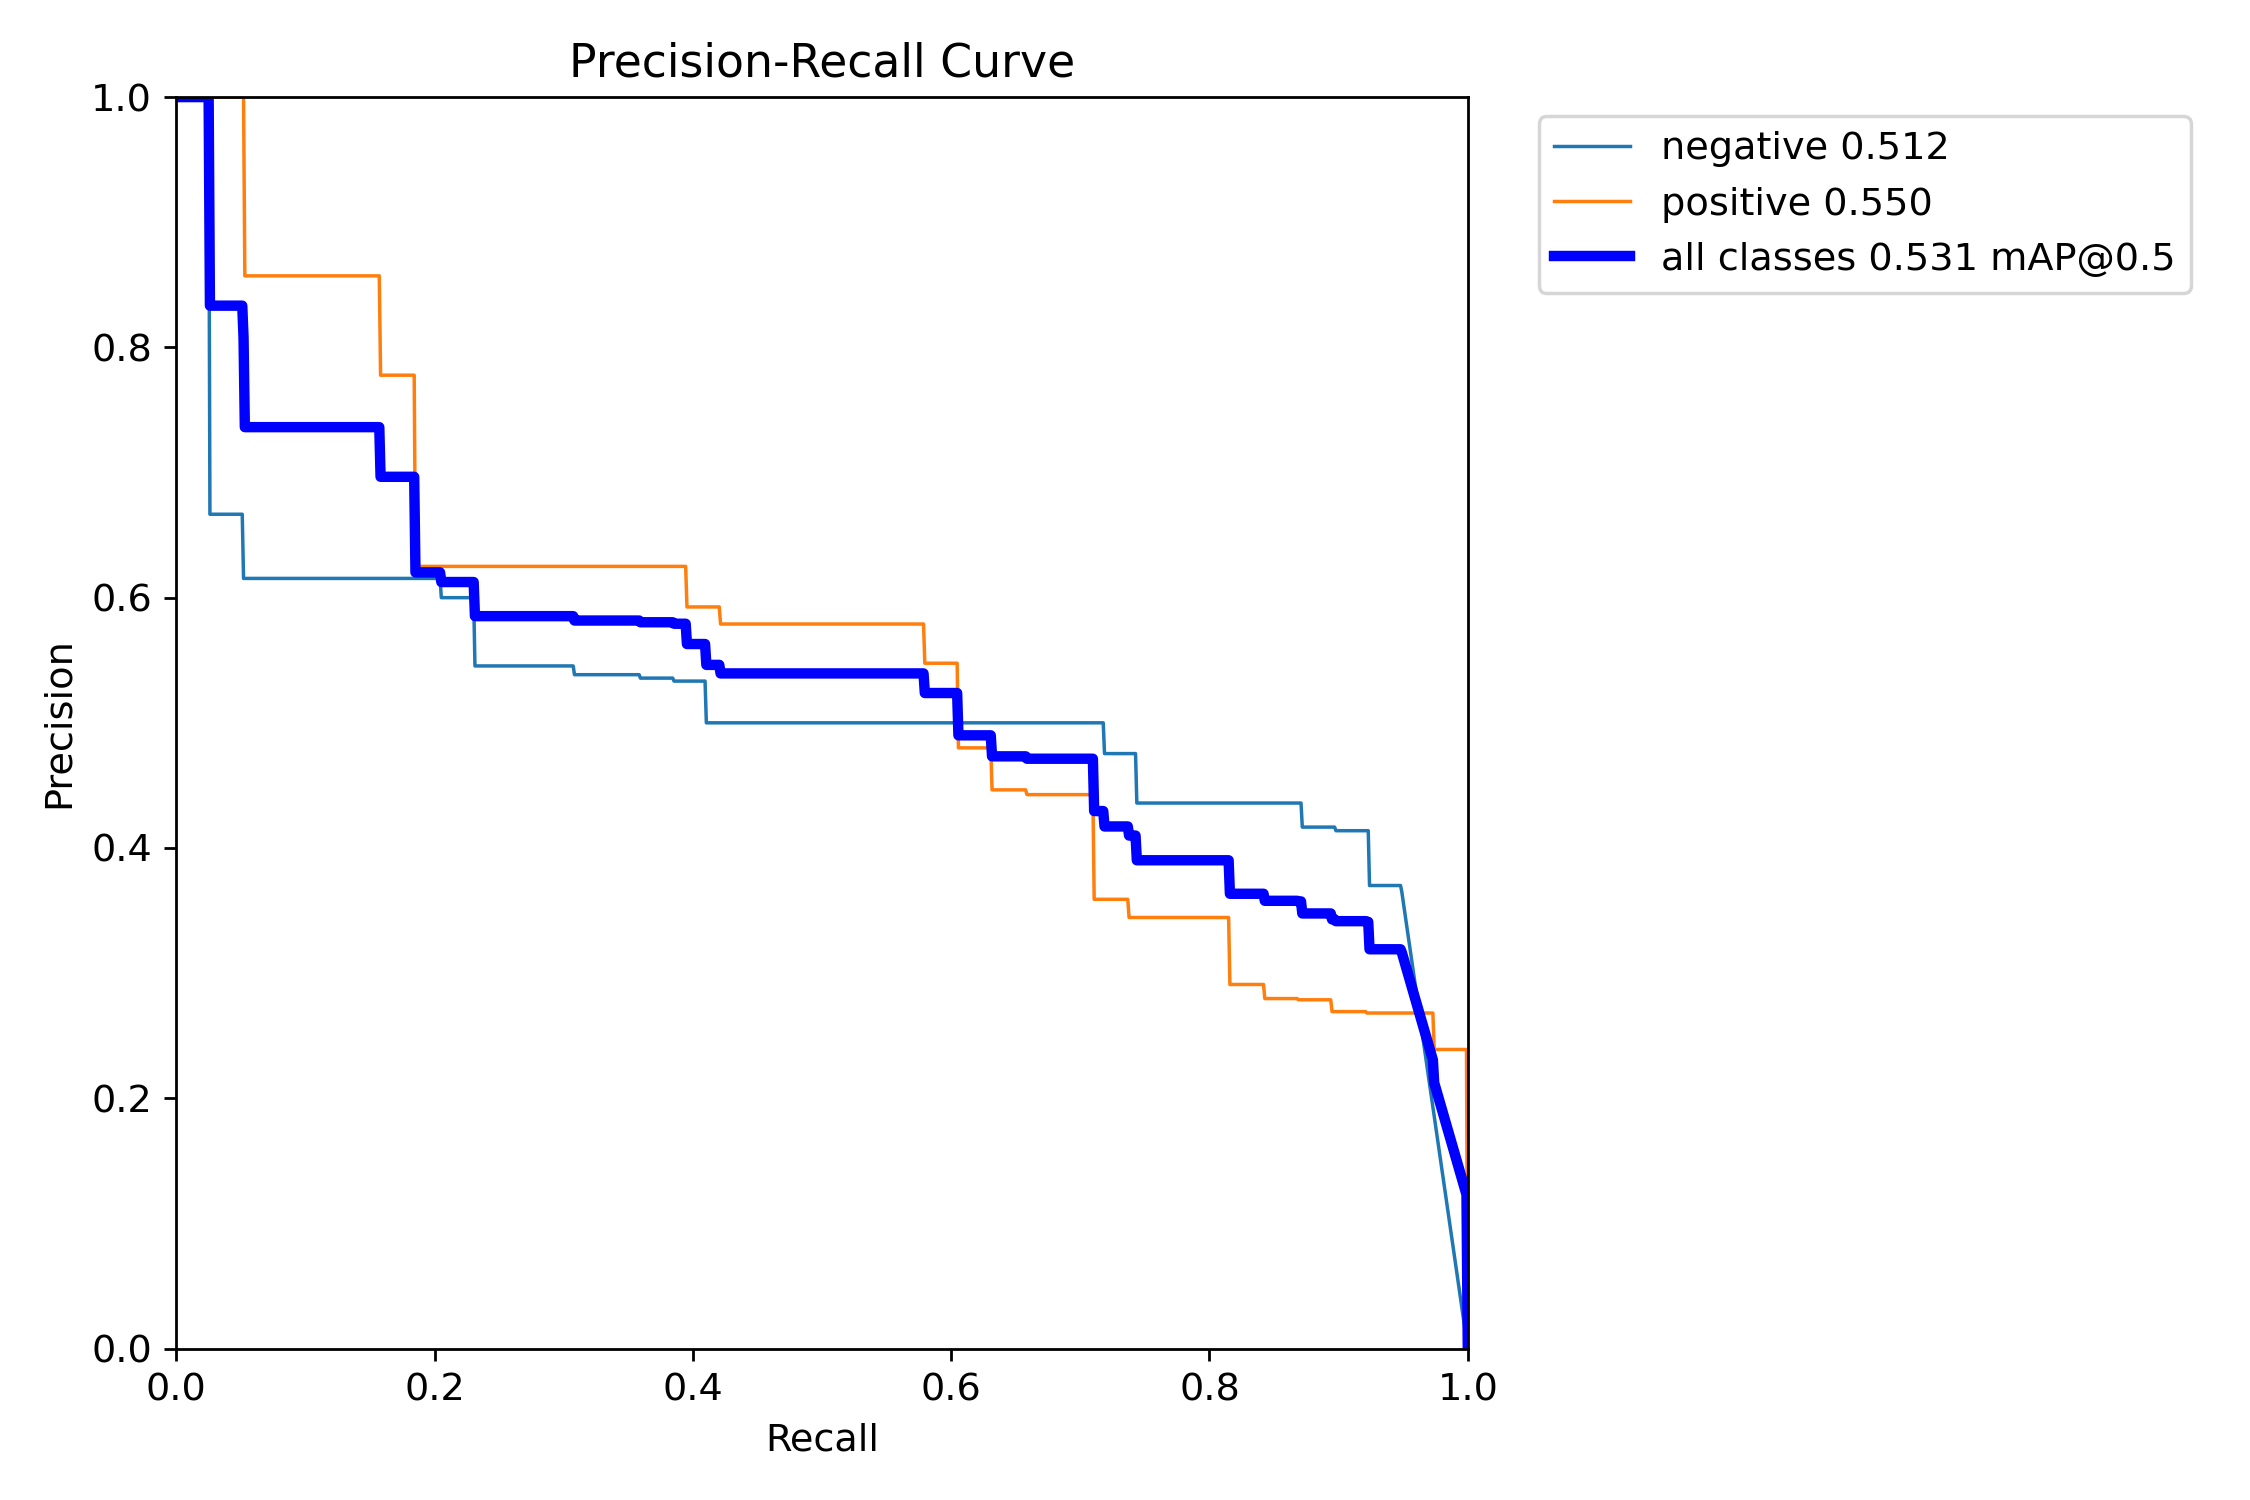 Precision-Recall Curve
1.0
0.8
0.6
0.4
0.2
0.0
Precision
0.0 0.2 0.4 0.6 0.8 1.0
Recall
negative 0.512
positive 0.550
all classes 0.531 mAP@0.5